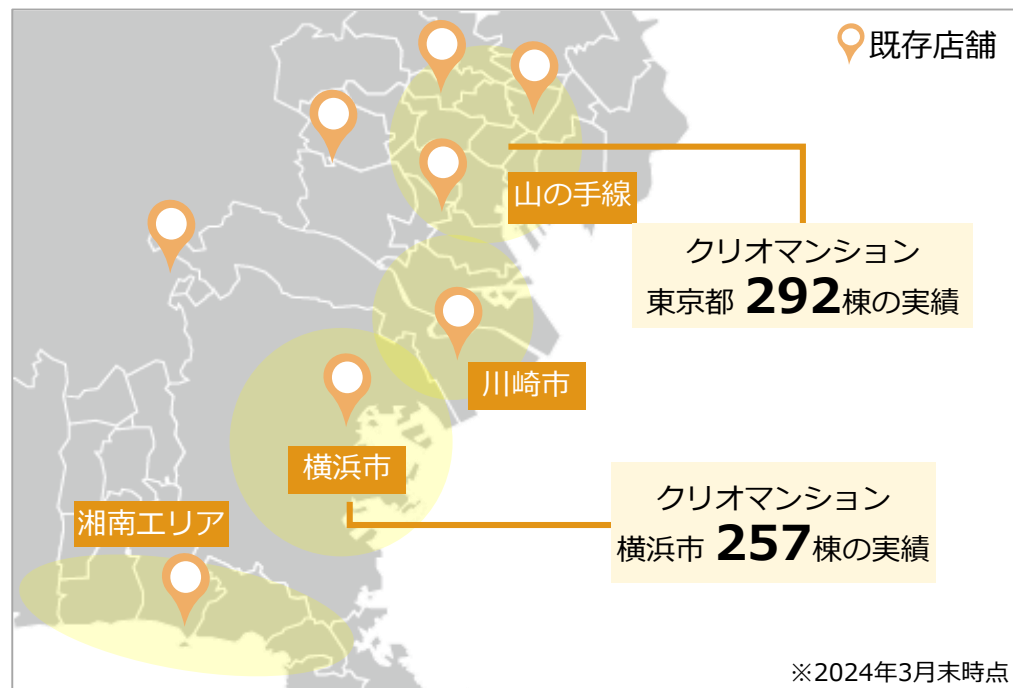 既存店舗
山の手線
クリオマンション
東京都 292棟の実績
川崎市
横浜市
クリオマンション
横浜市 257棟の実績
湘南エリア
※2024年3月末時点